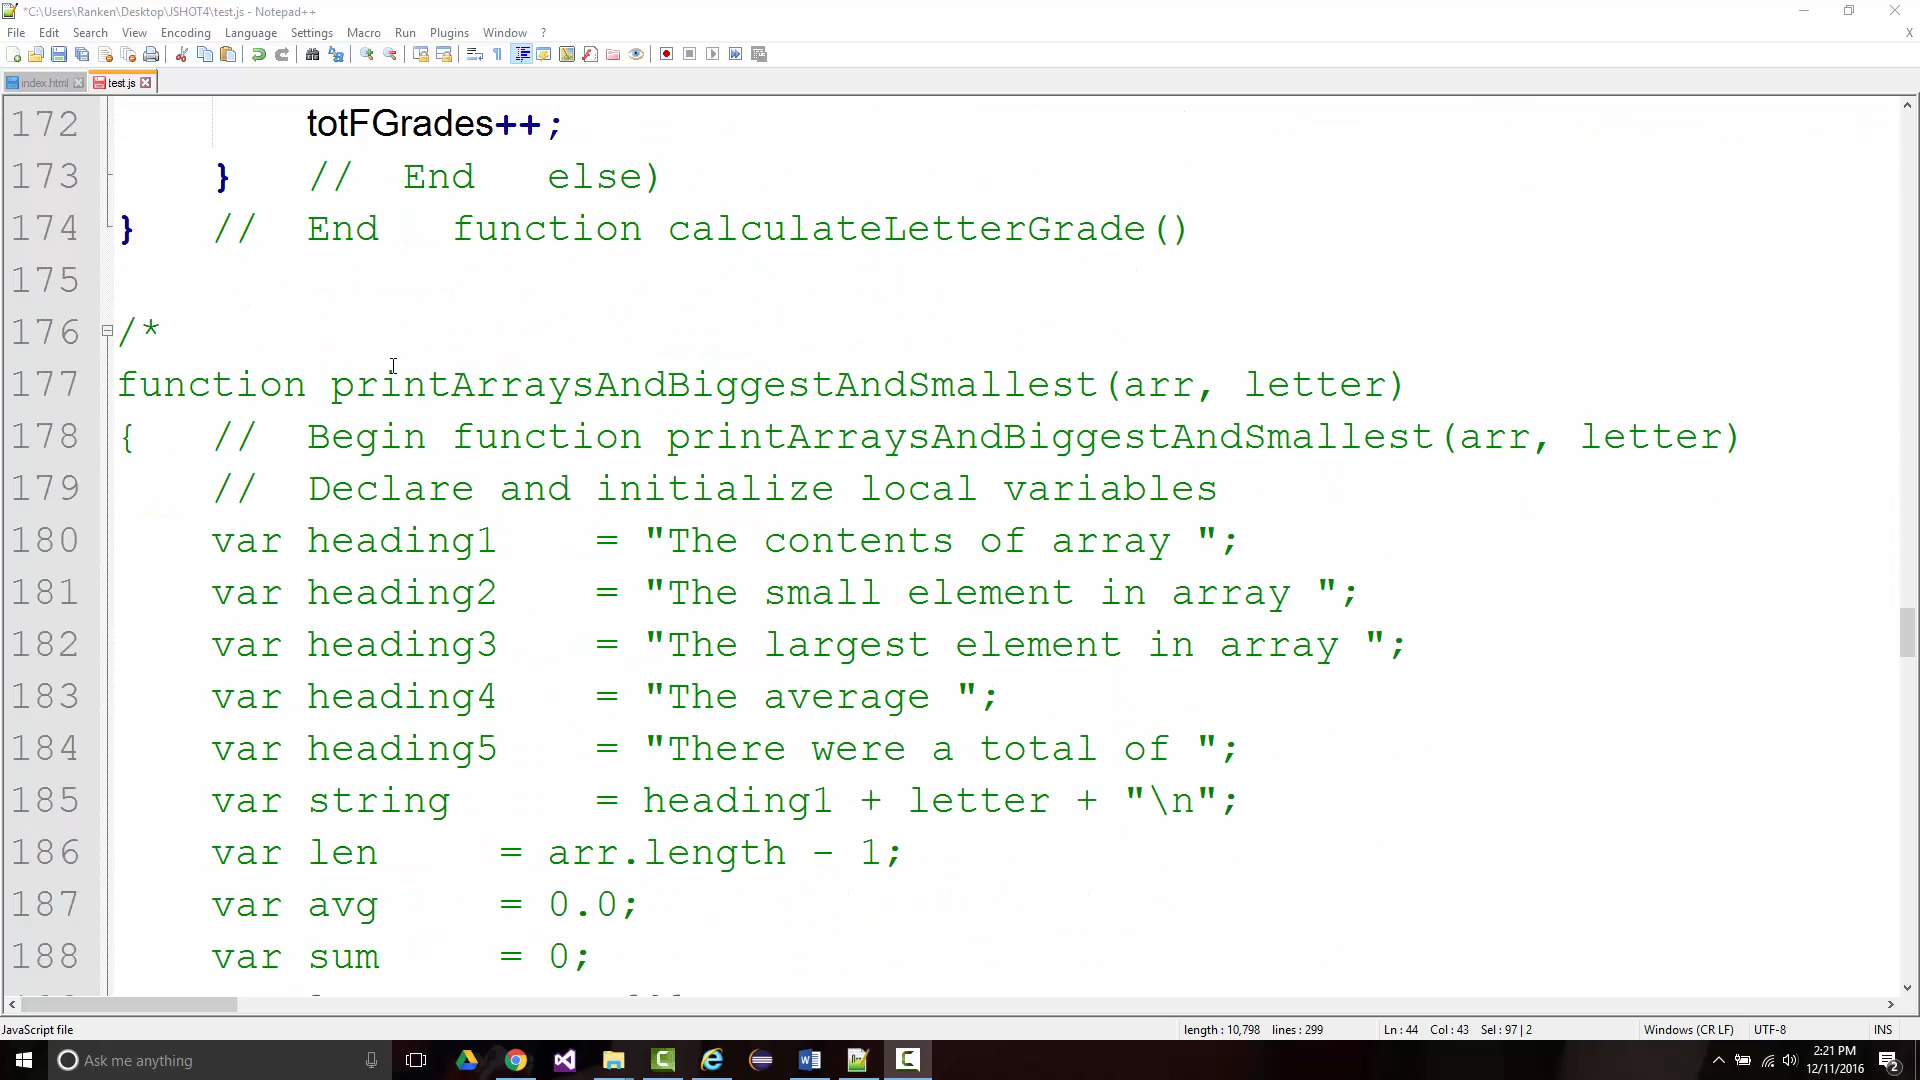 *C:\Users\Ranken\Desktop\JSHOT4\test.js - Notepad++
File Edit Search View Encoding Language Settings Macro Run Plugins Window ? X
index.html test.js
172 totFGrades++;
173 } // End else)
174 } // End function calculateLetterGrade()
175
176 /*
177 function printArraysAndBiggestAndSmallest(arr, letter)
178 { // Begin function printArraysAndBiggestAndSmallest(arr, letter)
179 // Declare and initialize local variables
180 var heading1 = "The contents of array ";
181 var heading2 = "The small element in array ";
182 var heading3 = "The largest element in array ";
183 var heading4 = "The average ";
184 var heading5 = "There were a total of ";
185 var string = heading1 + letter + "\n";
186 var len = arr.length - 1;
187 var avg = 0.0;
188 var sum = 0;
JavaScript file length : 10,798 lines : 299 Ln : 44 Col : 43 Sel : 97 | 2 Windows (CR LF) UTF-8 INS
Ask me anything
2:21 PM
12/11/2016
2